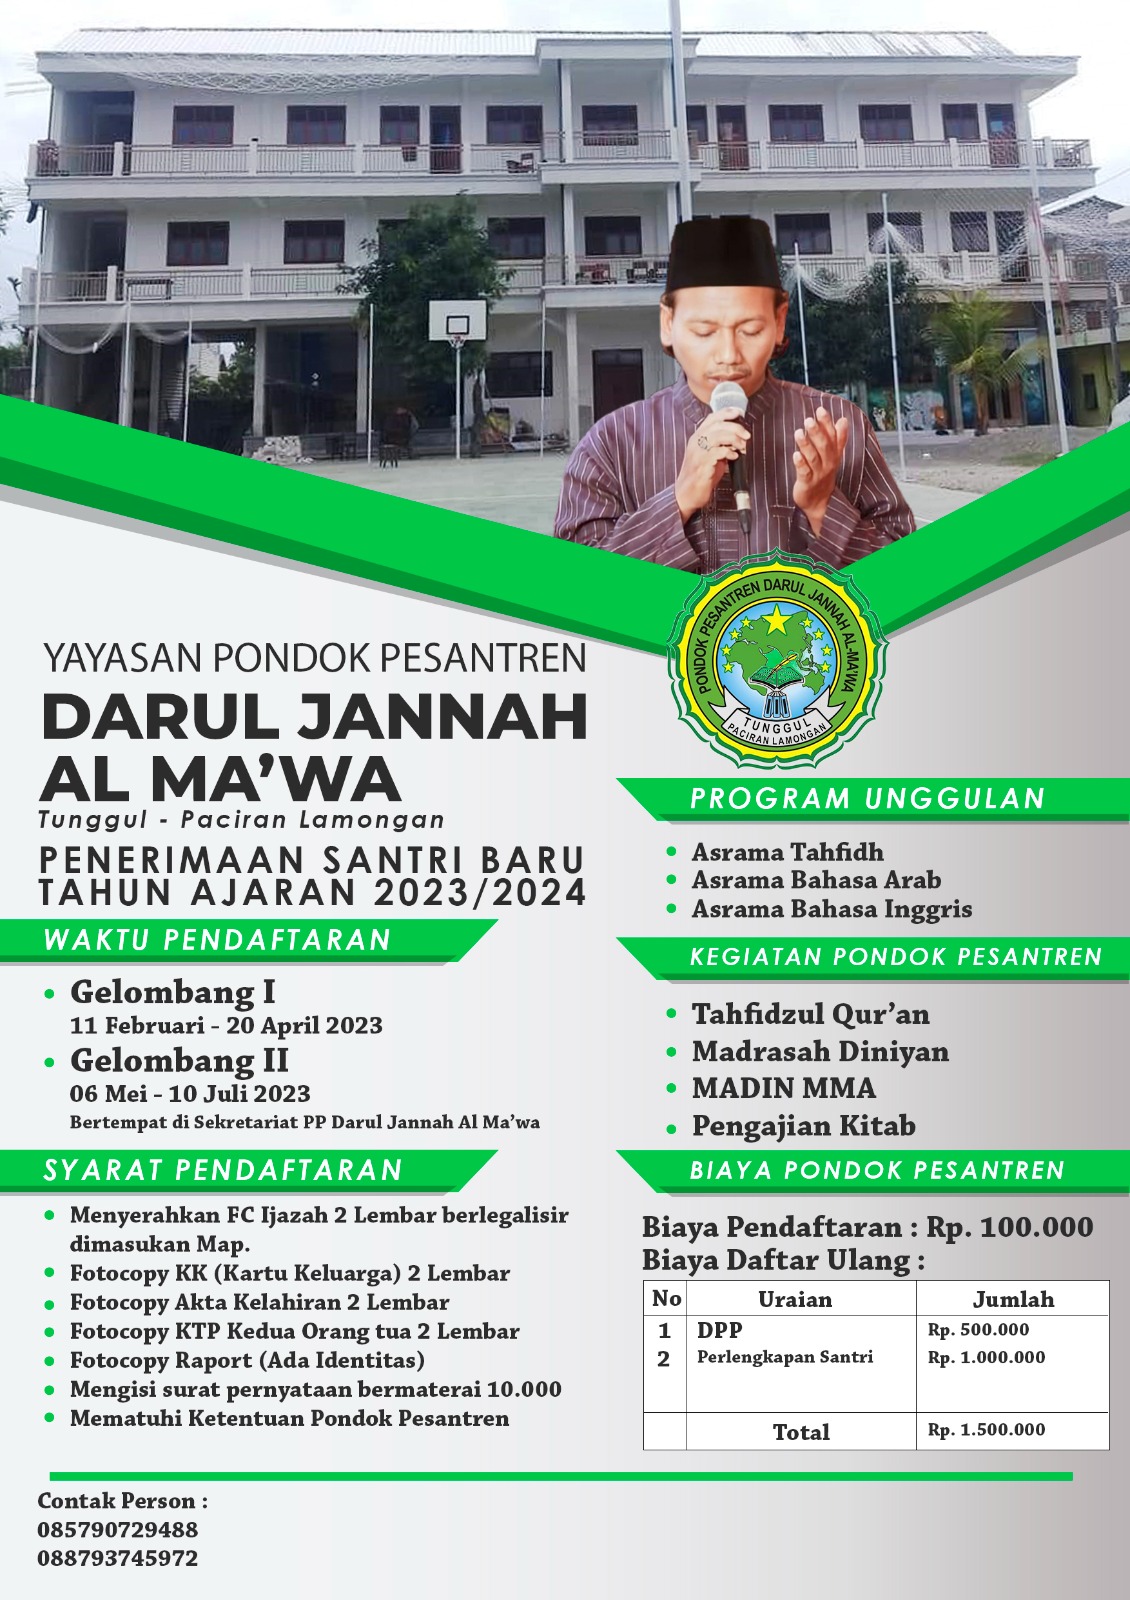 YAYASAN PONDOK PESANTREN
DARUL JANNAH
AL MA’WA
Tunggul - Paciran Lamongan
PENERIMAAN SANTRI BARU
TAHUN AJARAN 2023/2024
WAKTU PENDAFTARAN
Gelombang I
11 Februari - 20 April 2023
Gelombang II
06 Mei - 10 Juli 2023
Bertempat di Sekretariat PP Darul Jannah Al Ma’wa
SYARAT PENDAFTARAN
Menyerahkan FC Ijazah 2 Lembar berlegalisir
dimasukan Map.
Fotocopy KK (Kartu Keluarga) 2 Lembar
Fotocopy Akta Kelahiran 2 Lembar
Fotocopy KTP Kedua Orang tua 2 Lembar
Fotocopy Raport (Ada Identitas)
Mengisi surat pernyataan bermaterai 10.000
Mematuhi Ketentuan Pondok Pesantren
PONDOK PESANTREN DARUL JANNAH AL-MA'WA
TUNGGUL
PACIRAN LAMONGAN
PROGRAM UNGGULAN
Asrama Tahfidh
Asrama Bahasa Arab
Asrama Bahasa Inggris
KEGIATAN PONDOK PESANTREN
Tahfidzul Qur’an
Madrasah Diniyan
MADIN MMA
Pengajian Kitab
BIAYA PONDOK PESANTREN
Biaya Pendaftaran : Rp. 100.000
Biaya Daftar Ulang :
No Uraian Jumlah
1 DPP Rp. 500.000
2 Perlengkapan Santri Rp. 1.000.000
Total Rp. 1.500.000
Contak Person :
085790729488
088793745972